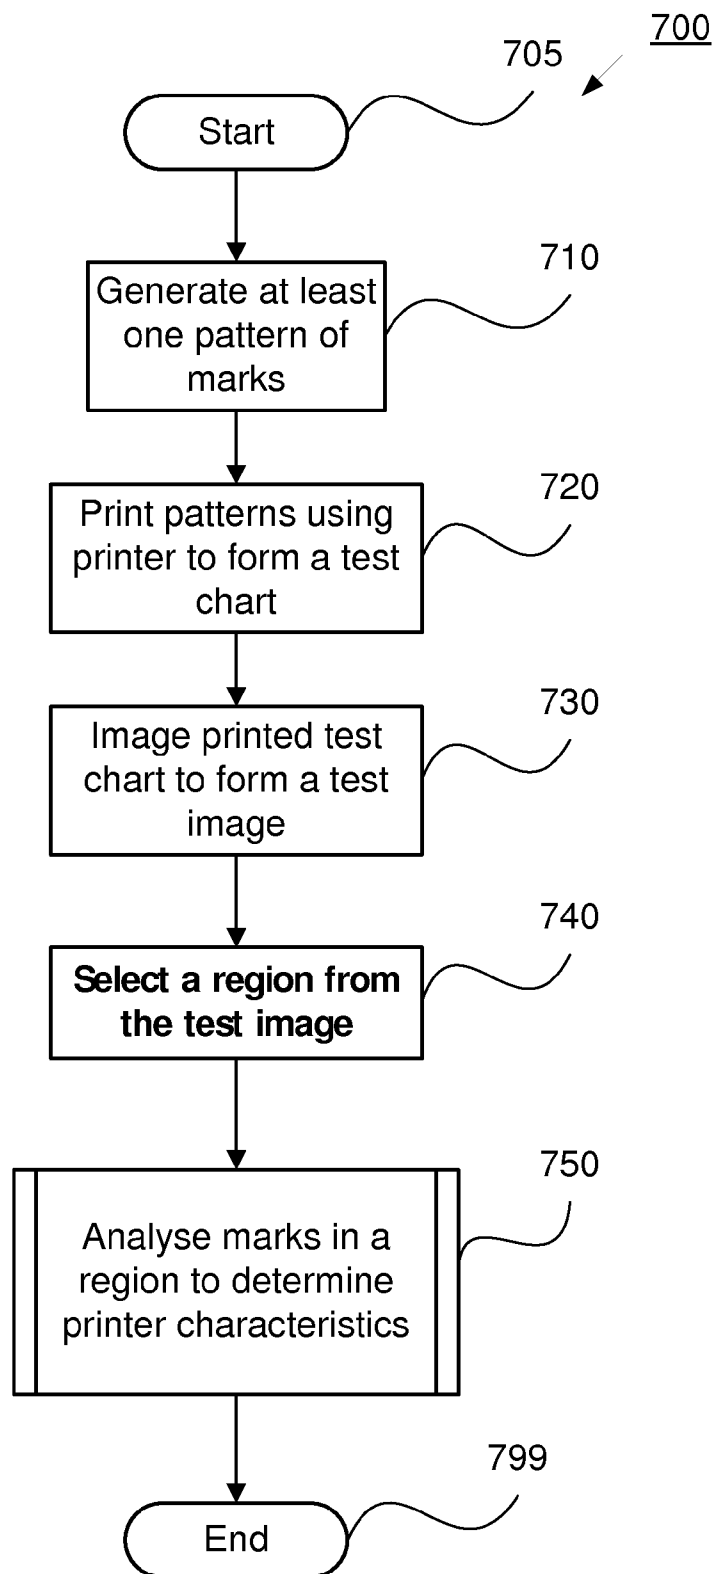 700
705
Start
710
Generate at least
one pattern of
marks
720
Print patterns using
printer to form a test
chart
730
Image printed test
chart to form a test
image
740
Select a region from
the test image
750
Analyse marks in a
region to determine
printer characteristics
799
End